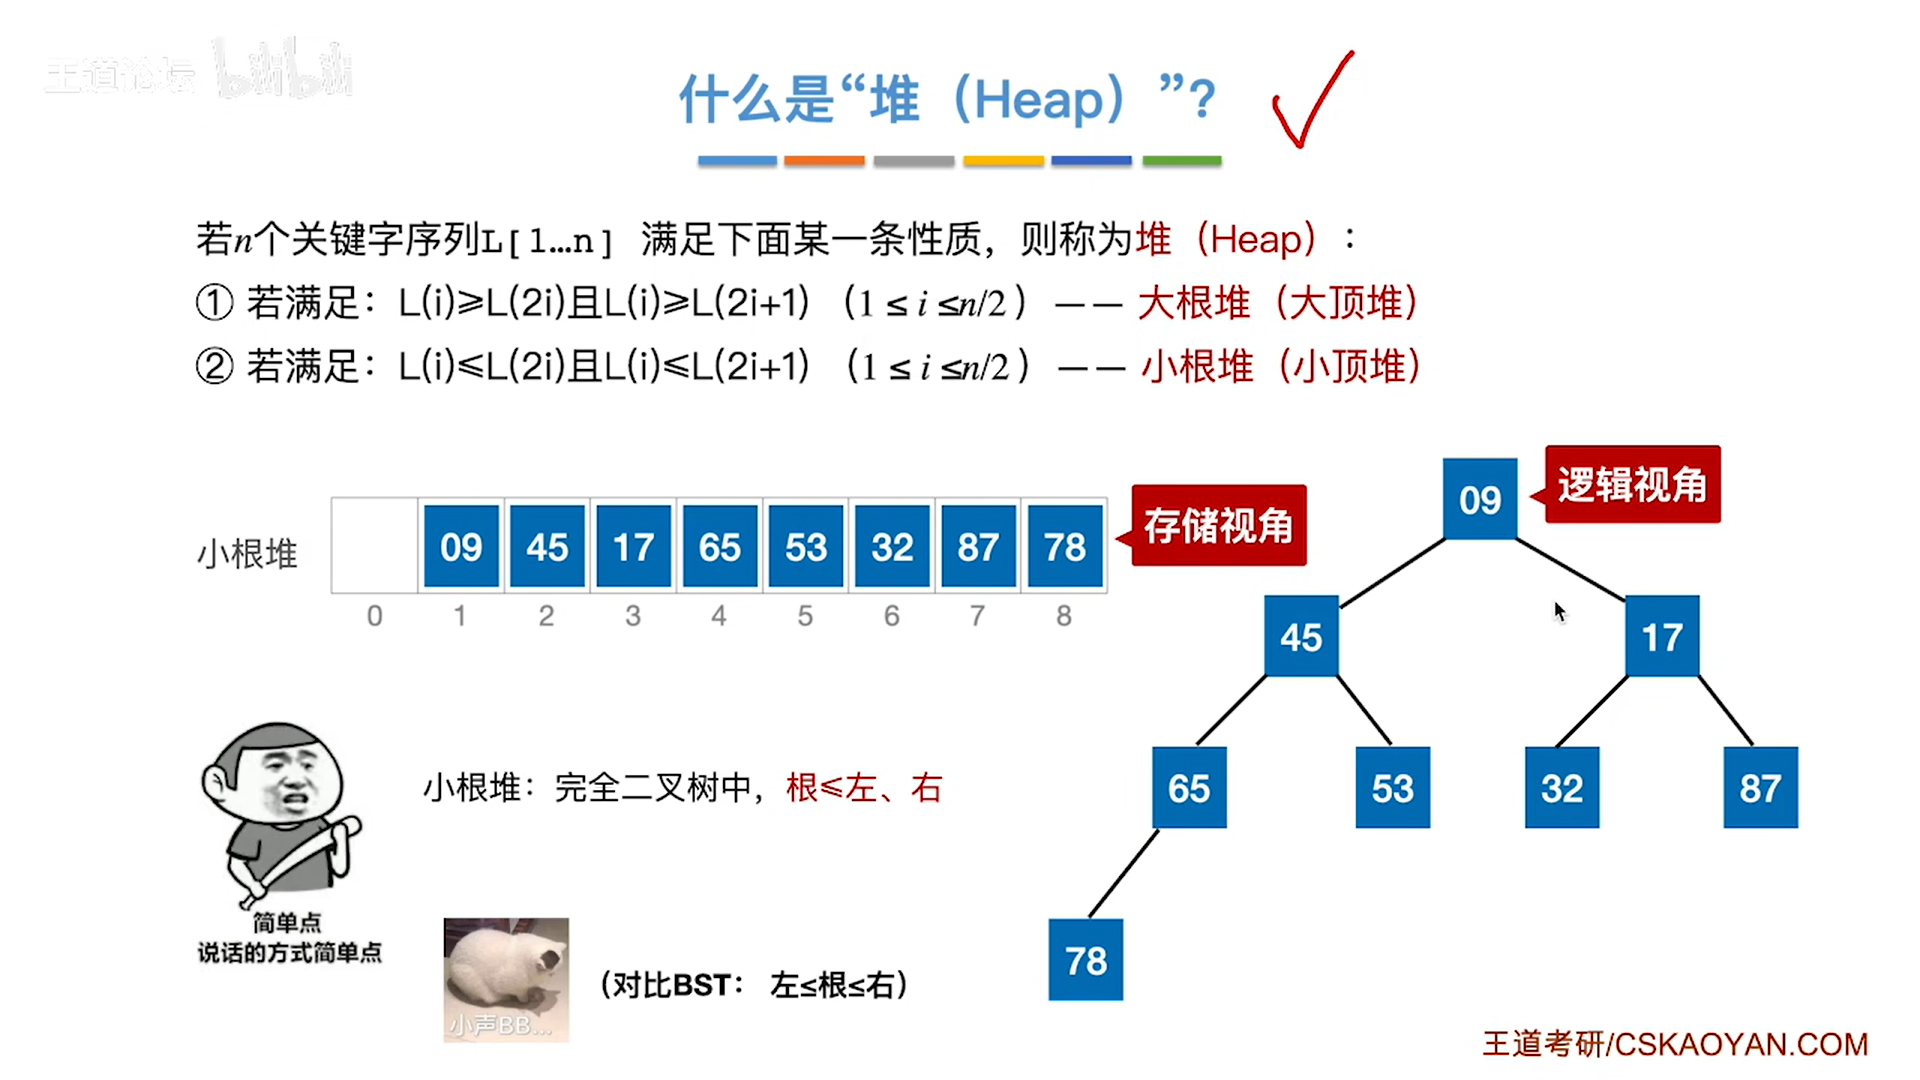 王道论坛 bilibili
什么是“堆（Heap）”?
若n个关键字序列L[1…n] 满足下面某一条性质，则称为堆（Heap）：
① 若满足：L(i)≥L(2i)且L(i)≥L(2i+1)（1 ≤ i ≤n/2）—— 大根堆（大顶堆）
② 若满足：L(i)≤L(2i)且L(i)≤L(2i+1)（1 ≤ i ≤n/2）—— 小根堆（小顶堆）
小根堆
09 45 17 65 53 32 87 78
0 1 2 3 4 5 6 7 8
存储视角
逻辑视角
09
45 17
65 53 32 87
78
小根堆：完全二叉树中，根≤左、右
简单点
说话的方式简单点
小声BB...
（对比BST： 左≤根≤右）
王道考研/CSKAOYAN.COM